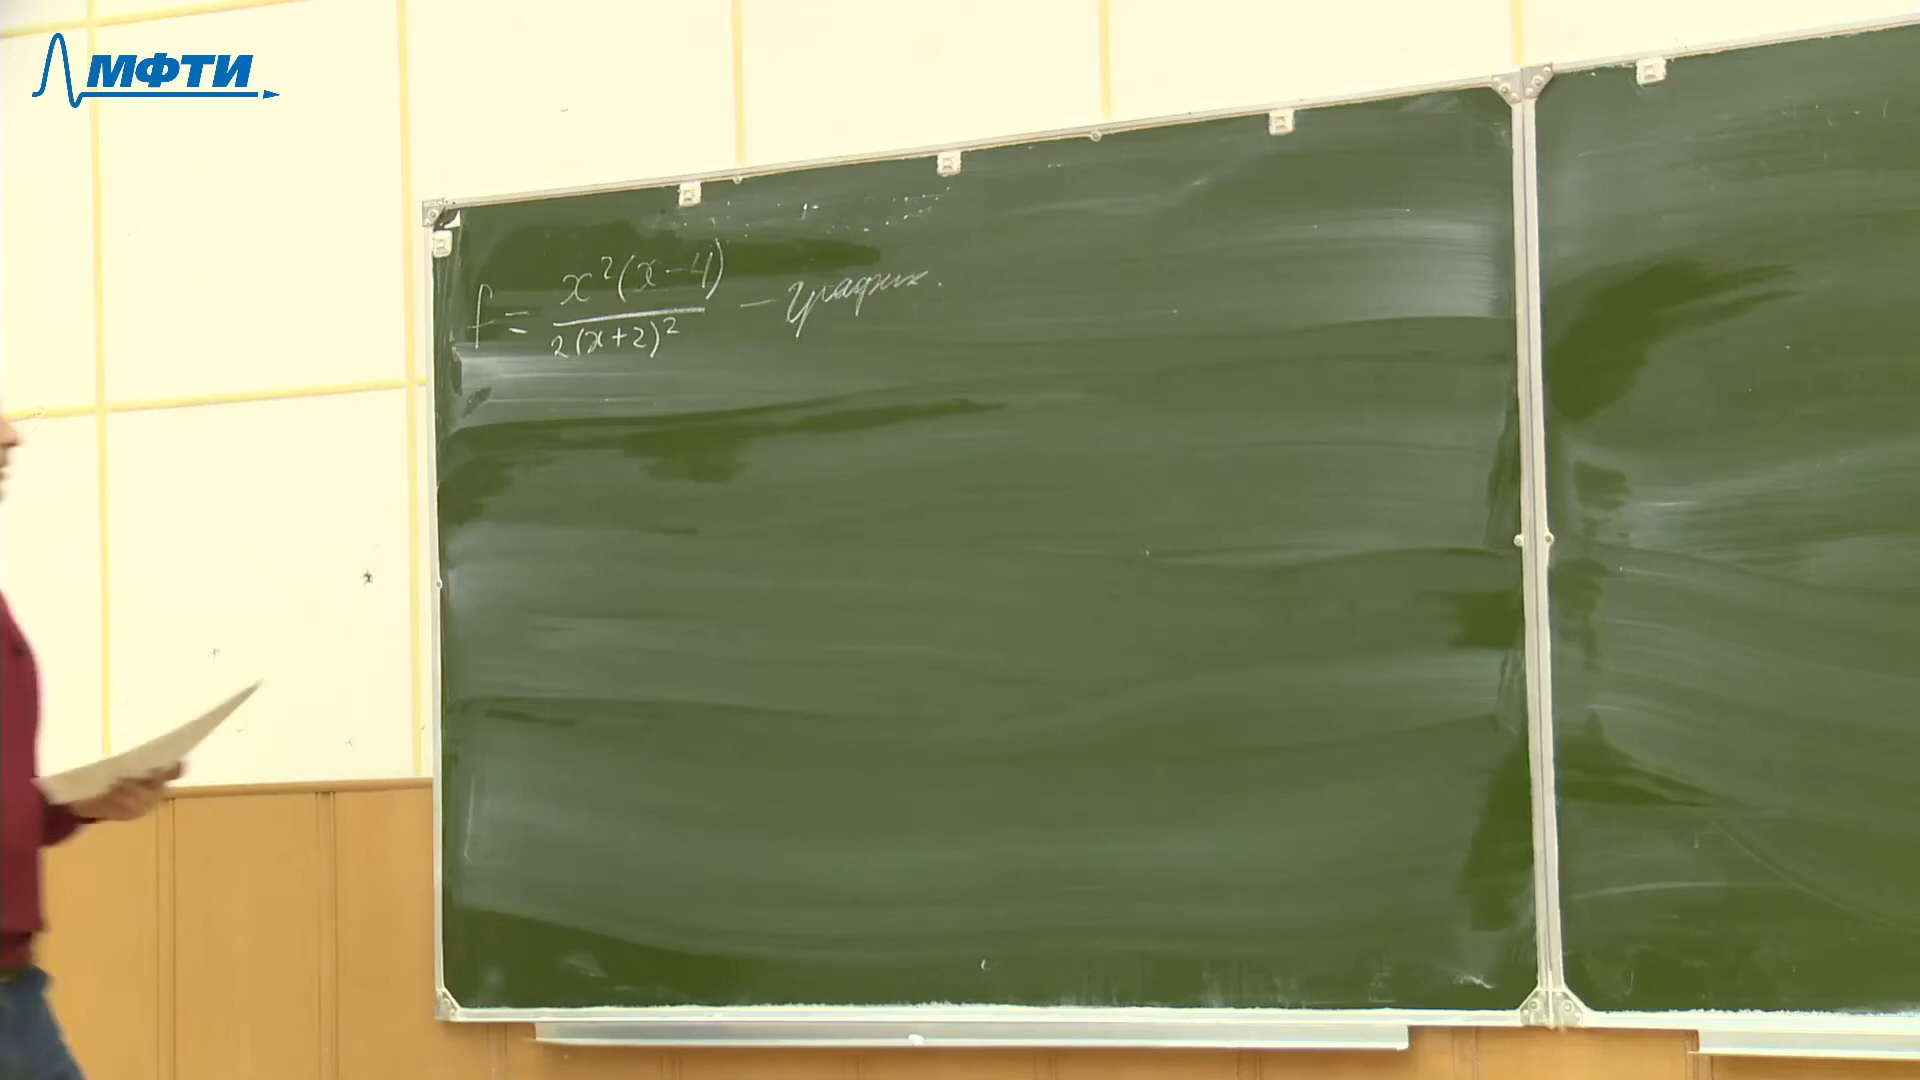 МФТИ
f = x²(x-4) / 2(x+2)² - график.